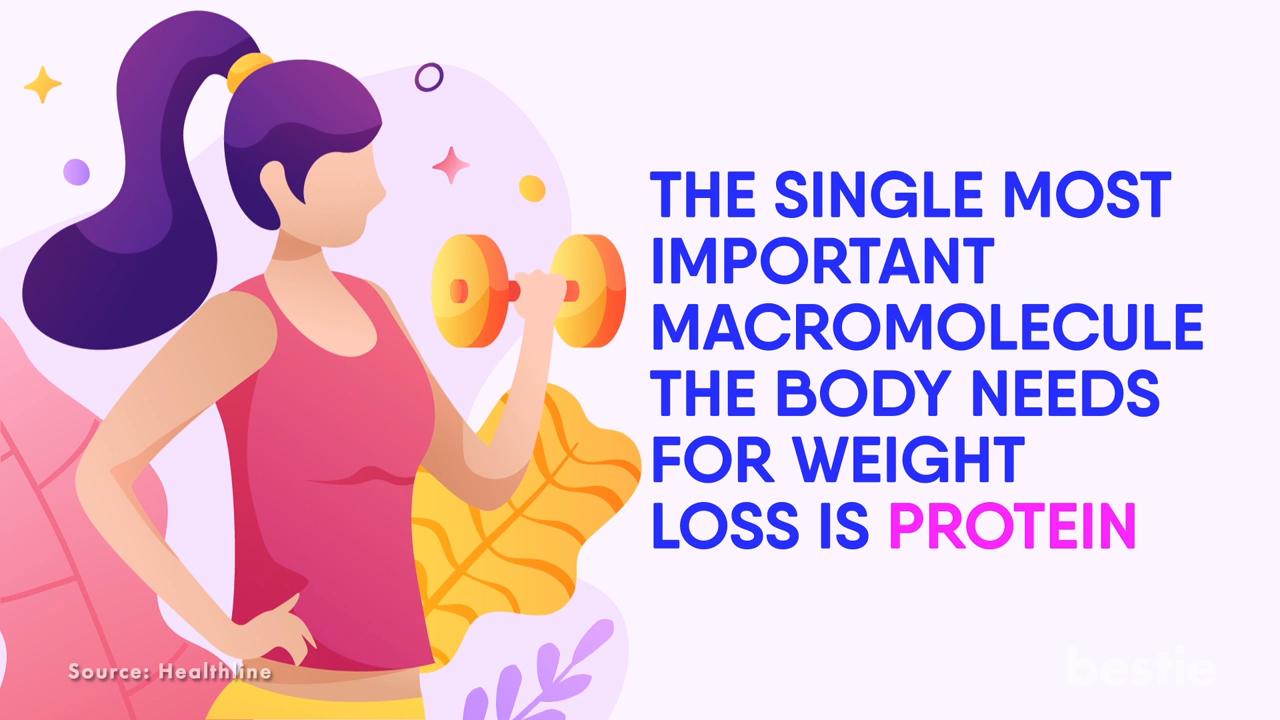 THE SINGLE MOST
IMPORTANT
MACROMOLECULE
THE BODY NEEDS
FOR WEIGHT
LOSS IS PROTEIN
Source: Healthline
bestie